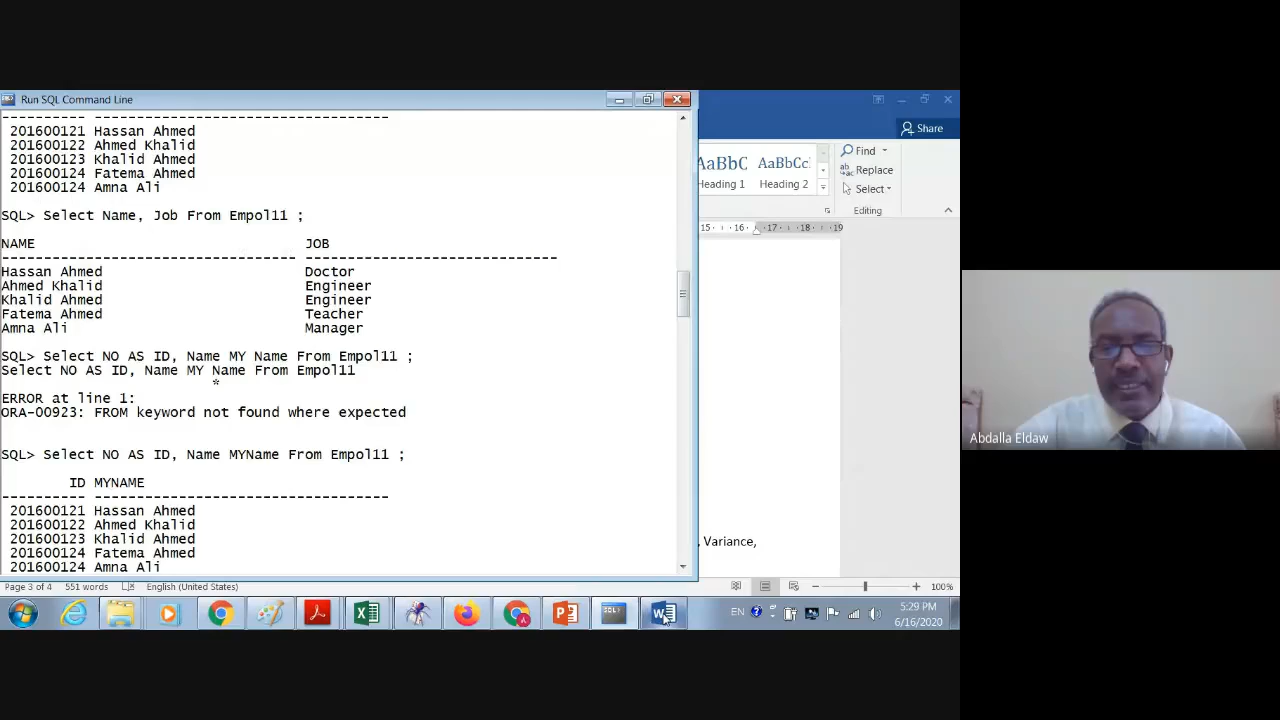 Run SQL Command Line
---------- -----------------------------------
201600121 Hassan Ahmed
201600122 Ahmed Khalid
201600123 Khalid Ahmed
201600124 Fatema Ahmed
201600124 Amna Ali
SQL> Select Name, Job From Empol11 ;
NAME JOB
----------------------------------- ------------------------------
Hassan Ahmed Doctor
Ahmed Khalid Engineer
Khalid Ahmed Engineer
Fatema Ahmed Teacher
Amna Ali Manager
SQL> Select NO AS ID, Name MY Name From Empol11 ;
Select NO AS ID, Name MY Name From Empol11
*
ERROR at line 1:
ORA-00923: FROM keyword not found where expected
SQL> Select NO AS ID, Name MYName From Empol11 ;
ID MYNAME
---------- -----------------------------------
201600121 Hassan Ahmed
201600122 Ahmed Khalid
201600123 Khalid Ahmed
201600124 Fatema Ahmed
201600124 Amna Ali
Share
AaBbC AaBbCc
Heading 1 Heading 2
Find
Replace
Select
Editing
15 16 17 18 19
, Variance,
Page 3 of 4 551 words English (United States) 100%
EN
5:29 PM
6/16/2020
Abdalla Eldaw